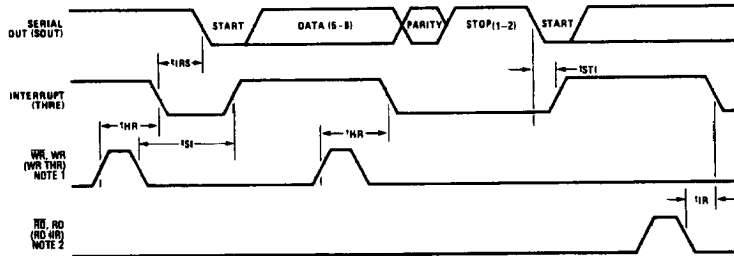 SERIAL
OUT (SOUT)
START
DATA (5-8)
PARITY
STOP(1-2)
START
tIRS
tSTI
INTERRUPT
(THRE)
tHR
tSI
tHR
WR, WR
(WR THR)
NOTE 1
tIR
RD, RD
(RD IIR)
NOTE 2